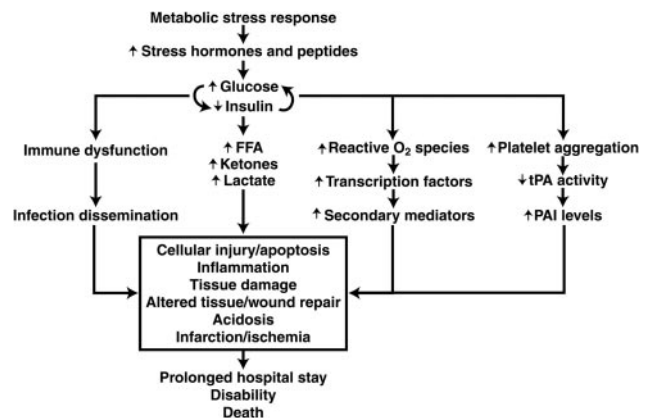 Metabolic stress response
↑ Stress hormones and peptides
↑ Glucose
↓ Insulin
Immune dysfunction
Infection dissemination
↑ FFA
↑ Ketones
↑ Lactate
↑ Reactive O₂ species
↑ Transcription factors
↑ Secondary mediators
↑ Platelet aggregation
↓ tPA activity
↑ PAI levels
Cellular injury/apoptosis
Inflammation
Tissue damage
Altered tissue/wound repair
Acidosis
Infarction/ischemia
Prolonged hospital stay
Disability
Death